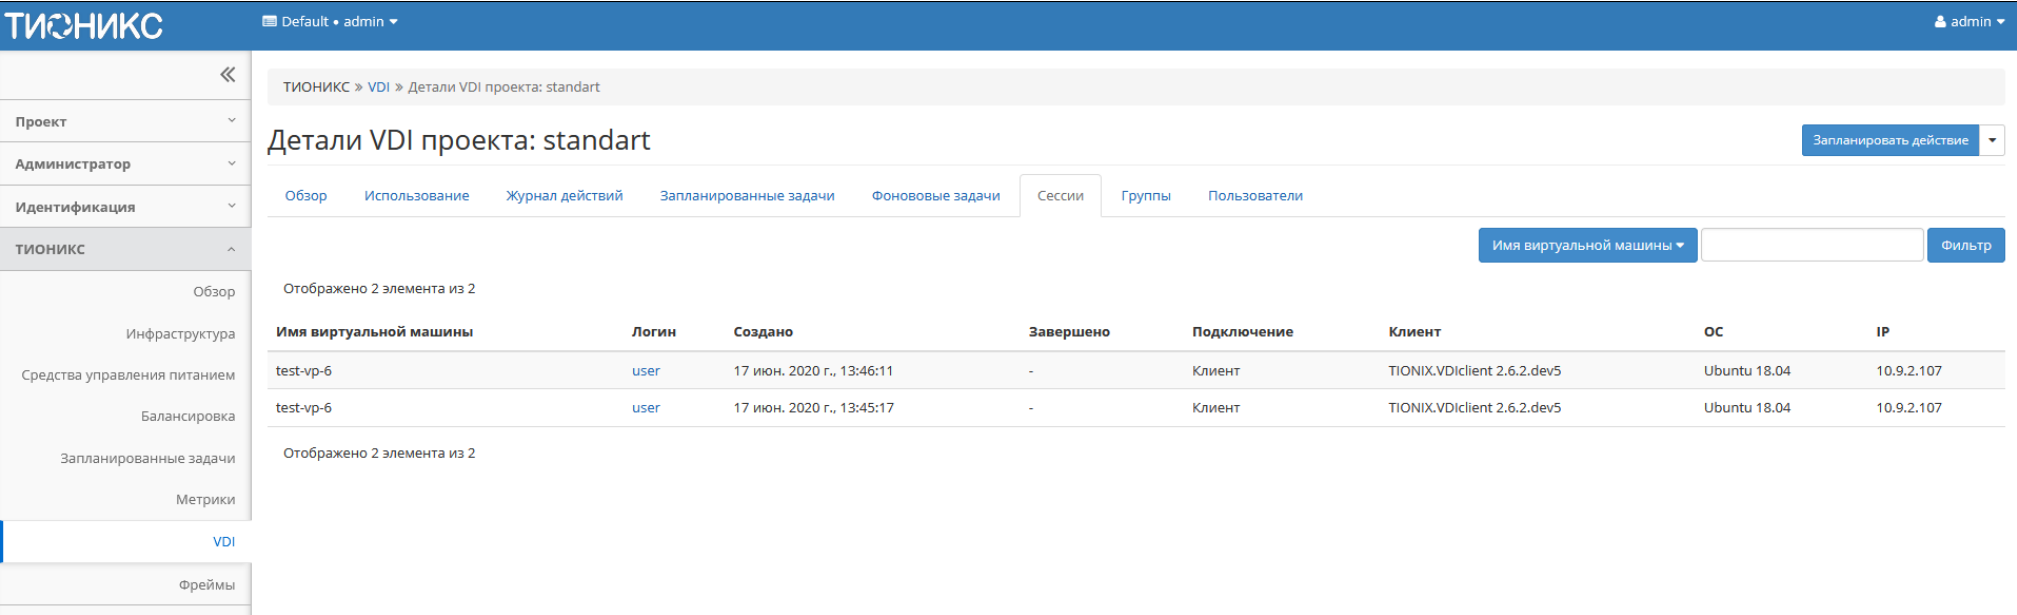 ТИОНИКС
Default • admin
admin
Проект
Администратор
Идентификация
ТИОНИКС
Обзор
Инфраструктура
Средства управления питанием
Балансировка
Запланированные задачи
Метрики
VDI
Фреймы
ТИОНИКС » VDI » Детали VDI проекта: standart
Детали VDI проекта: standart
Запланировать действие
Обзор Использование Журнал действий Запланированные задачи Фонововые задачи Сессии Группы Пользователи
Имя виртуальной машины Фильтр
Отображено 2 элемента из 2
Имя виртуальной машины Логин Создано Завершено Подключение Клиент ОС IP
test-vp-6 user 17 июн. 2020 г., 13:46:11 - Клиент TIONIX.VDIclient 2.6.2.dev5 Ubuntu 18.04 10.9.2.107
test-vp-6 user 17 июн. 2020 г., 13:45:17 - Клиент TIONIX.VDIclient 2.6.2.dev5 Ubuntu 18.04 10.9.2.107
Отображено 2 элемента из 2